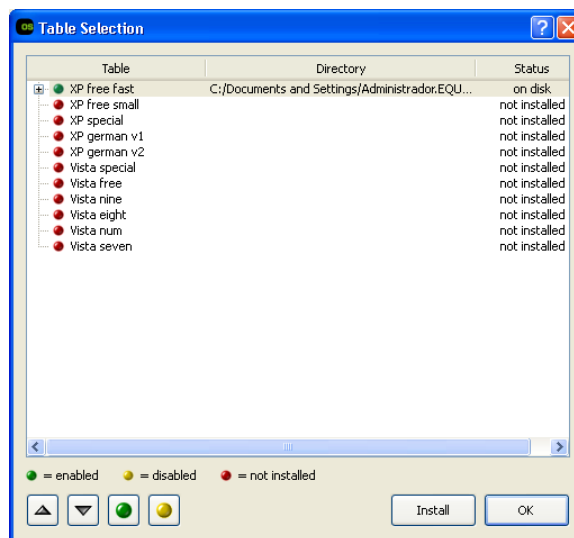 os Table Selection
Table Directory Status
XP free fast C:/Documents and Settings/Administrador.EQU... on disk
XP free small not installed
XP special not installed
XP german v1 not installed
XP german v2 not installed
Vista special not installed
Vista free not installed
Vista nine not installed
Vista eight not installed
Vista num not installed
Vista seven not installed
= enabled = disabled = not installed
Install OK